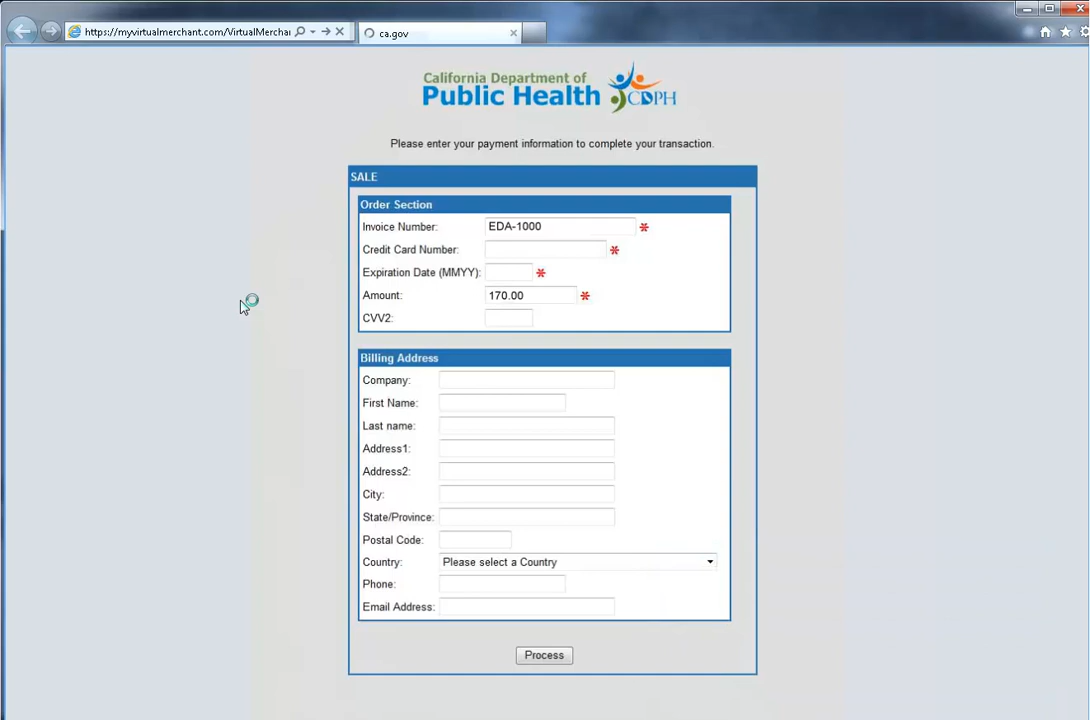 https://myvirtualmerchant.com/VirtualMerchar
ca.gov
California Department of
Public Health
CDPH
Please enter your payment information to complete your transaction.
SALE
Order Section
Invoice Number: EDA-1000 *
Credit Card Number: *
Expiration Date (MMYY): *
Amount: 170.00 *
CVV2:
Billing Address
Company:
First Name:
Last name:
Address1:
Address2:
City:
State/Province:
Postal Code:
Country: Please select a Country
Phone:
Email Address:
Process